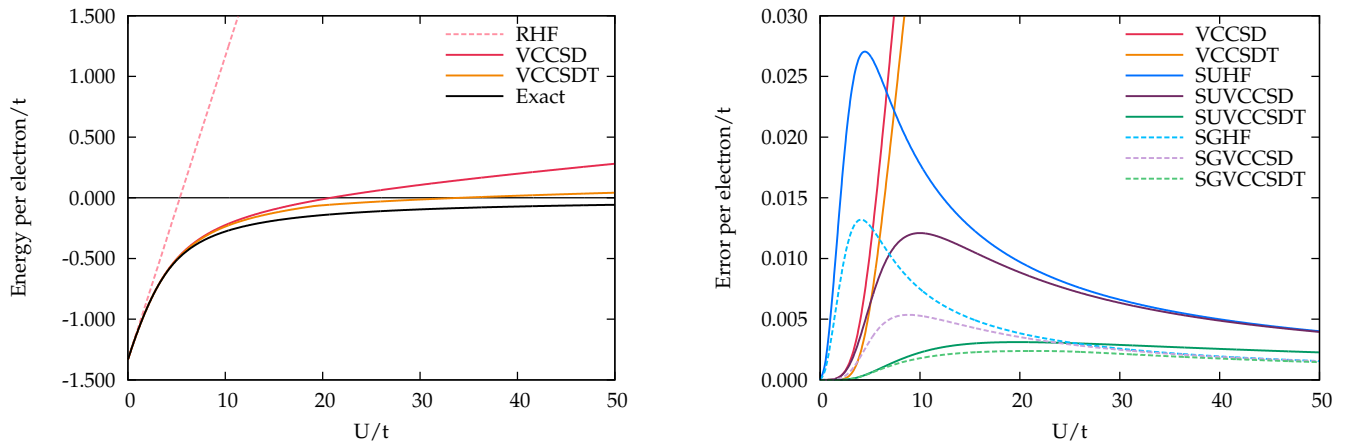 1.500
1.000
0.500
0.000
-0.500
-1.000
-1.500
Energy per electron/t
0 10 20 30 40 50
U/t
RHF
VCCSD
VCCSDT
Exact
0.030
0.025
0.020
0.015
0.010
0.005
0.000
Error per electron/t
0 10 20 30 40 50
U/t
VCCSD
VCCSDT
SUHF
SUVCCSD
SUVCCSDT
SGHF
SGVCCSD
SGVCCSDT